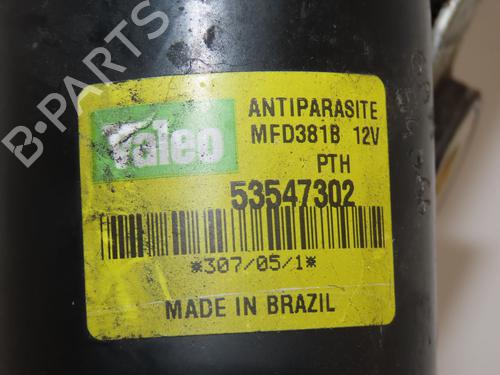 Valeo
ANTIPARASITE
MFD381B 12V
PTH
53547302
*307/05/1*
MADE IN BRAZIL
B-PARTS